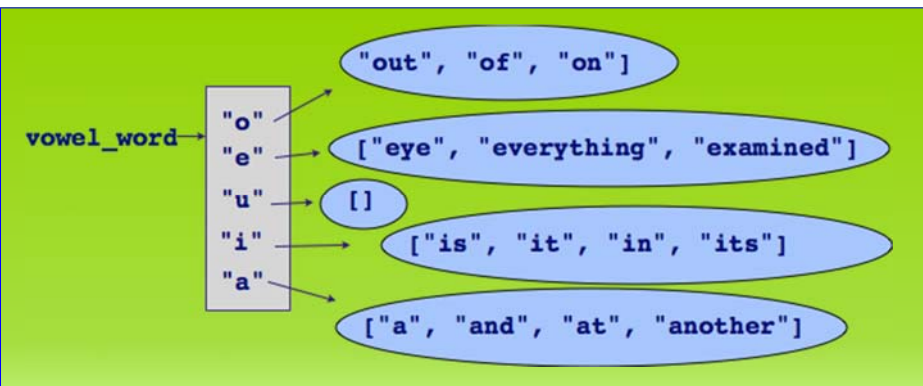 "out", "of", "on"]
"o"
vowel_word
["eye", "everything", "examined"]
"e"
"u"
[]
"i"
["is", "it", "in", "its"]
"a"
["a", "and", "at", "another"]